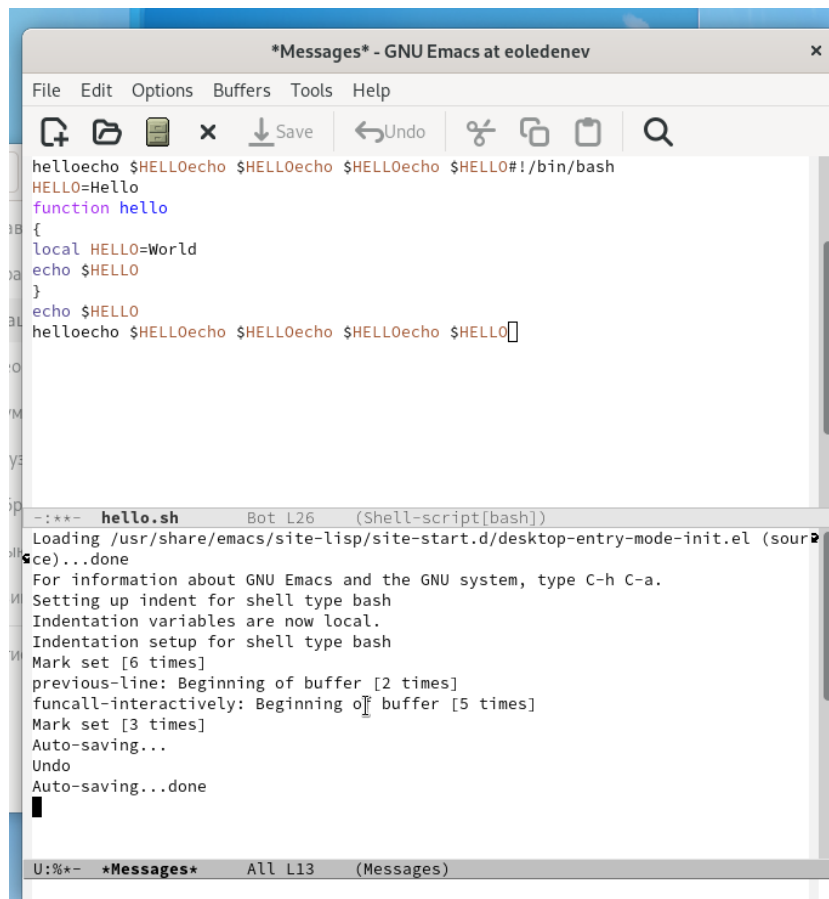 *Messages* - GNU Emacs at eoledenev
File Edit Options Buffers Tools Help
Save Undo
helloecho $HELLOecho $HELLOecho $HELLOecho $HELLO#!/bin/bash
HELLO=Hello
function hello
{
local HELLO=World
echo $HELLO
}
echo $HELLO
helloecho $HELLOecho $HELLOecho $HELLOecho $HELLO
-:**- hello.sh Bot L26 (Shell-script[bash])
Loading /usr/share/emacs/site-lisp/site-start.d/desktop-entry-mode-init.el (sour
ce)...done
For information about GNU Emacs and the GNU system, type C-h C-a.
Setting up indent for shell type bash
Indentation variables are now local.
Indentation setup for shell type bash
Mark set [6 times]
previous-line: Beginning of buffer [2 times]
funcall-interactively: Beginning of buffer [5 times]
Mark set [3 times]
Auto-saving...
Undo
Auto-saving...done
U:%*- *Messages* All L13 (Messages)